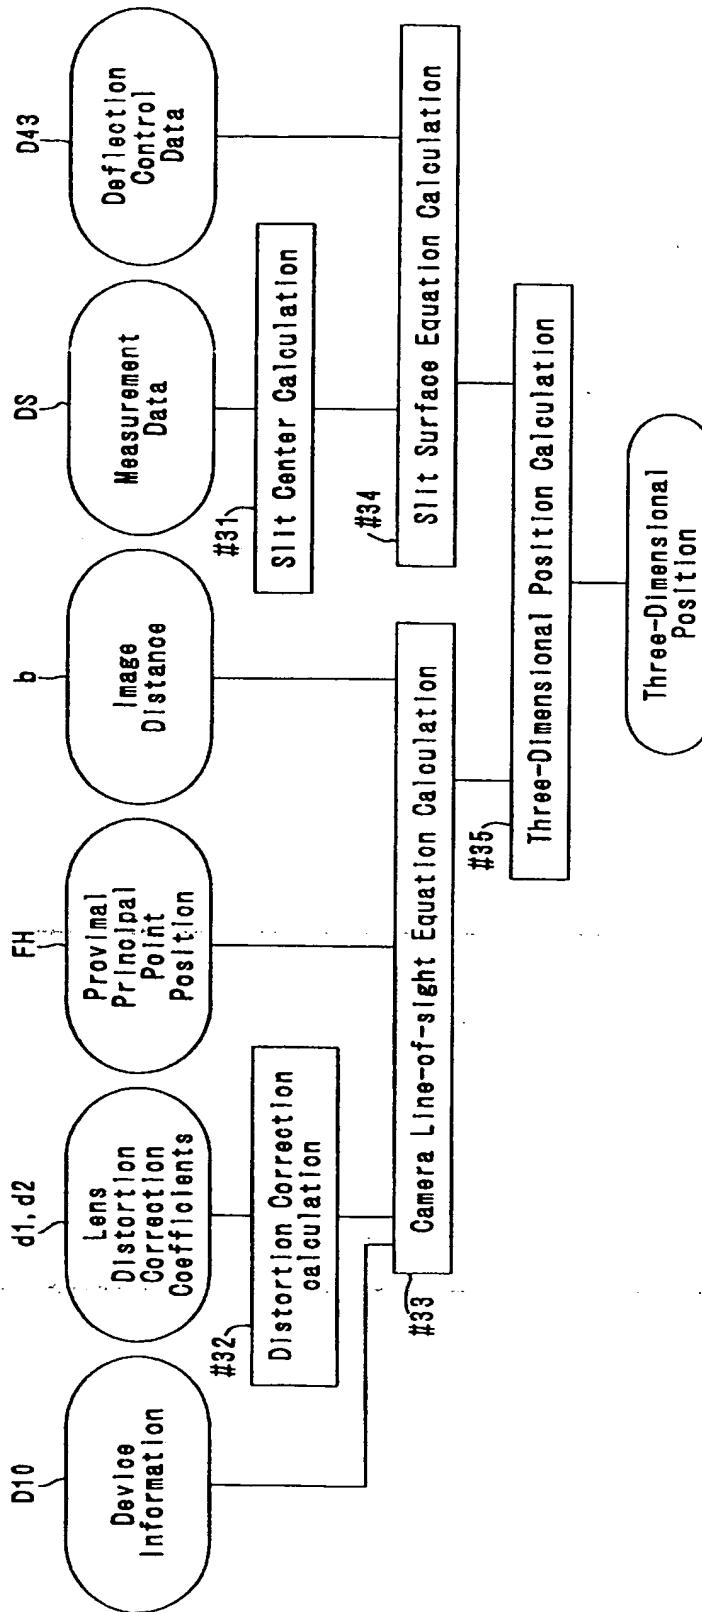 D10
Device
Information
d1, d2
Lens
Distortion
Correction
Coefficients
FH
Provimal
Principal
Point
Position
b
Image
Distance
DS
Measurement
Data
D43
Deflection
Control
Data
#32
Distortion Correction
calculation
#31
Slit Center Calculation
#33
Camera Line-of-sight Equation Calculation
#34
Slit Surface Equation Calculation
#35
Three-Dimensional Position Calculation
Three-Dimensional
Position